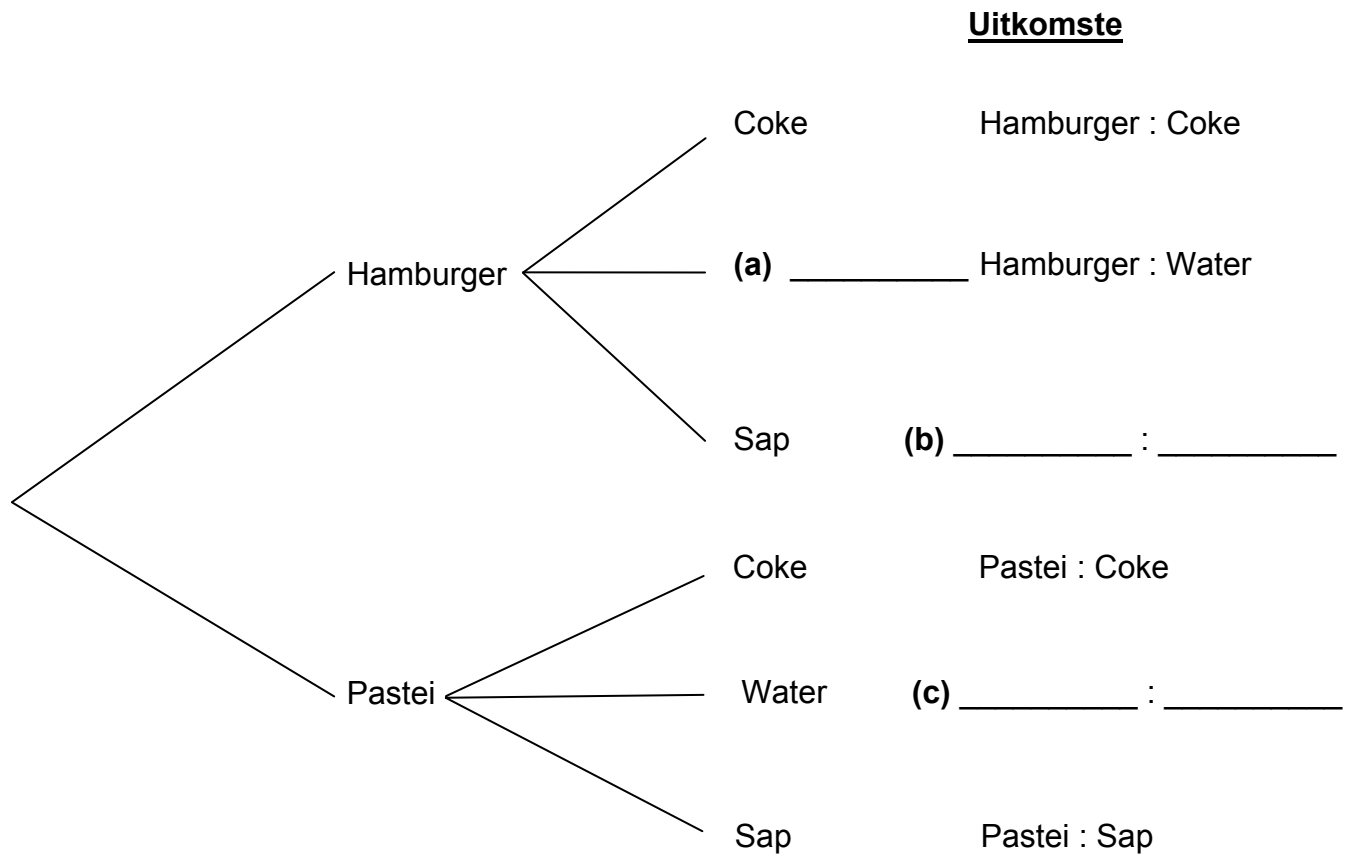 Uitkomste
Coke Hamburger : Coke
Hamburger (a) __________ Hamburger : Water
Sap (b) __________ : __________
Coke Pastei : Coke
Pastei Water (c) __________ : __________
Sap Pastei : Sap